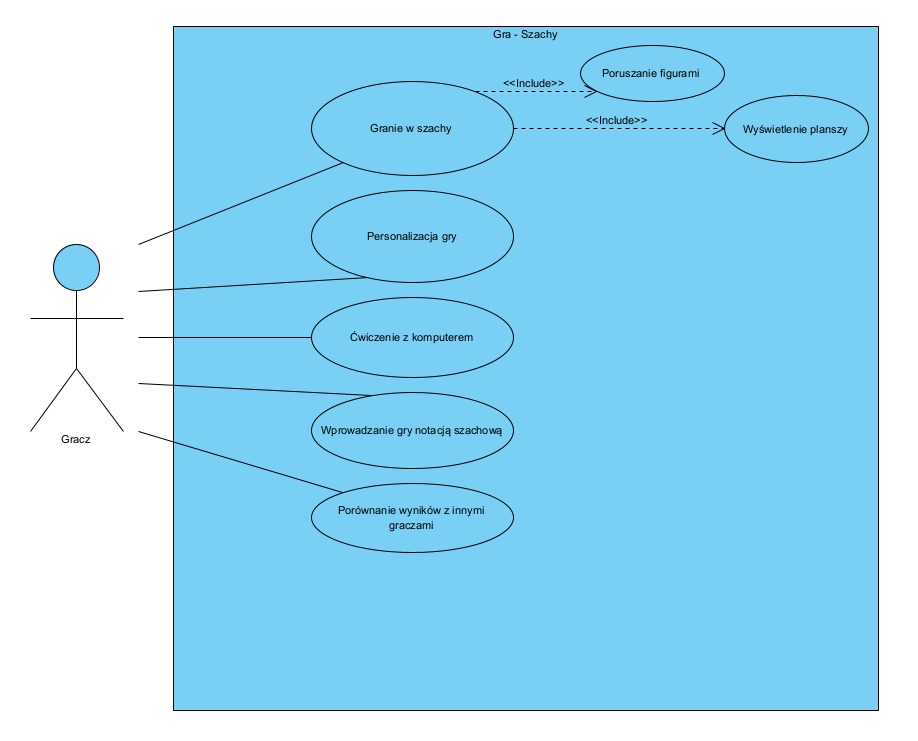 Gra - Szachy
Poruszanie figurami
<<Include>>
<<Include>>
Granie w szachy
Wyświetlenie planszy
Personalizacja gry
Ćwiczenie z komputerem
Wprowadzanie gry notacją szachową
Gracz
Porównanie wyników z innymi
graczami